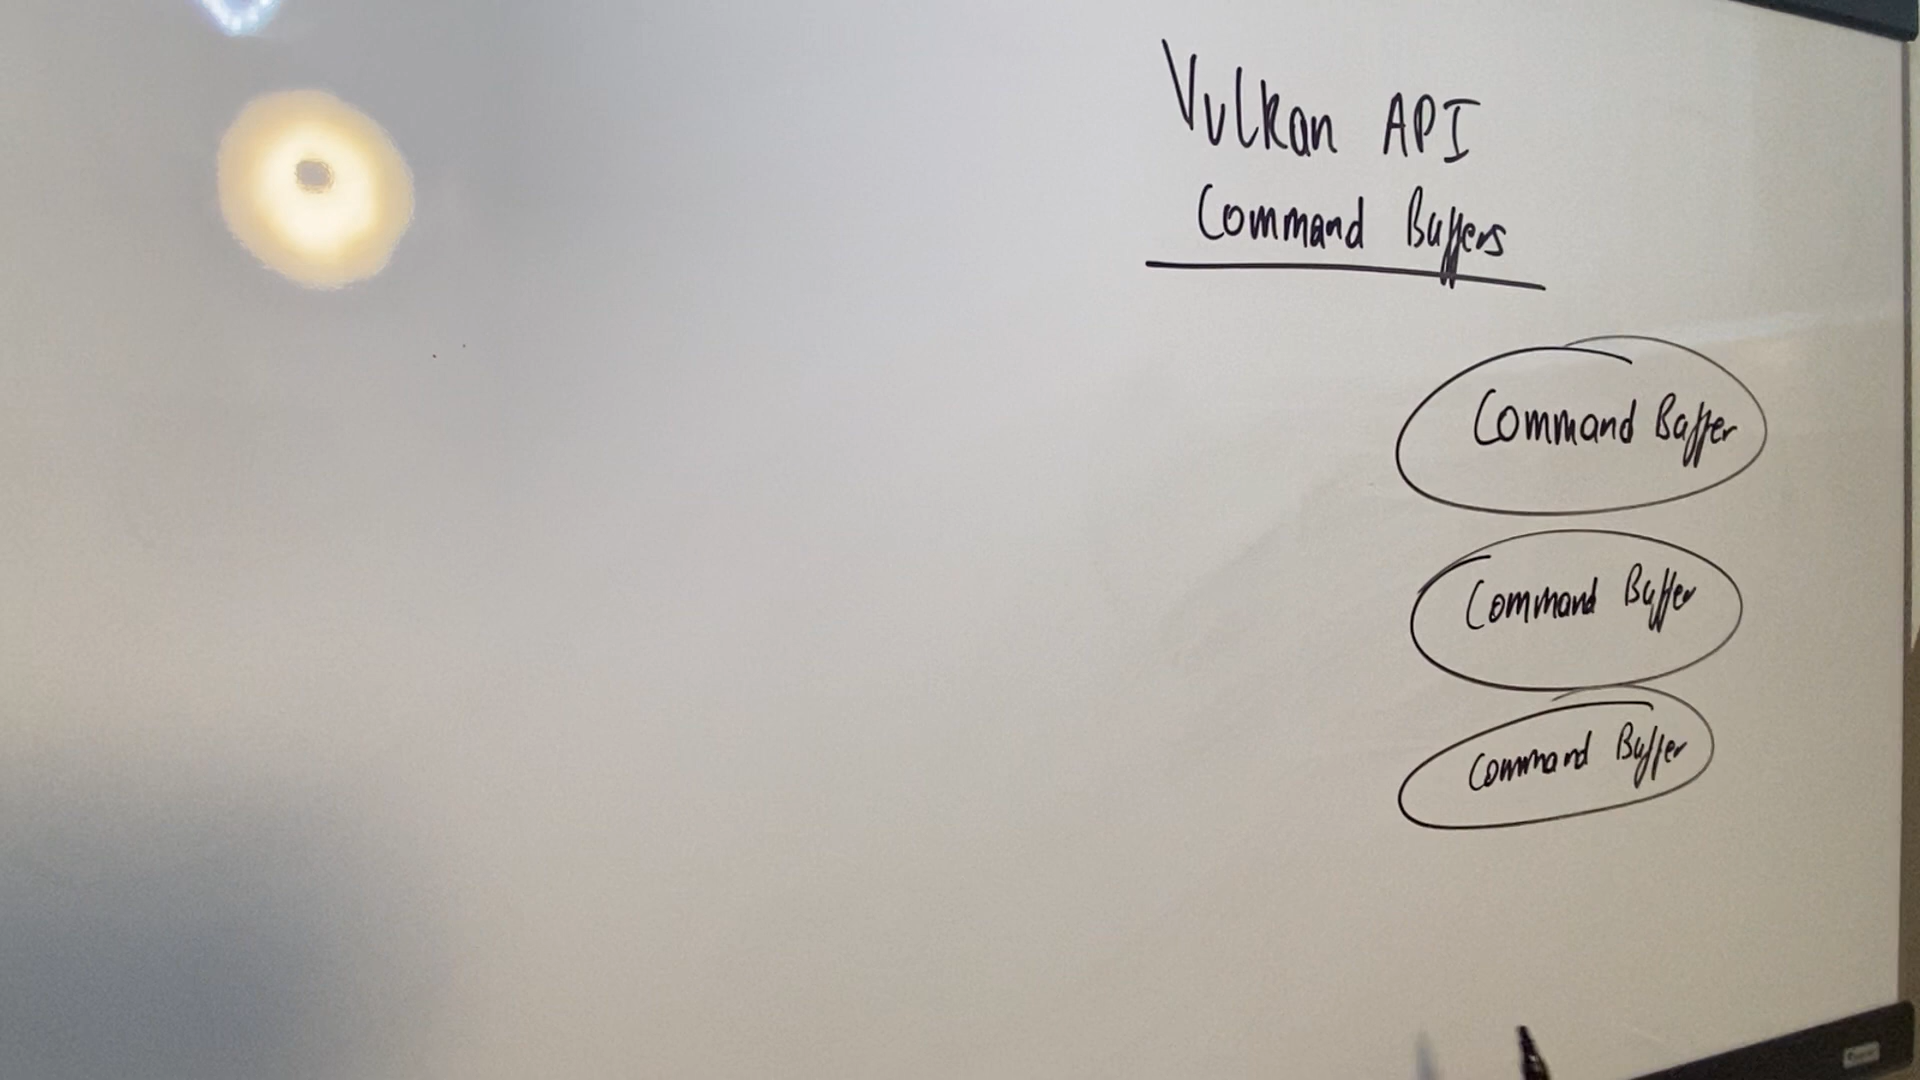 Vulkan API
Command Buffers
Command Buffer
Command Buffer
Command Buffer